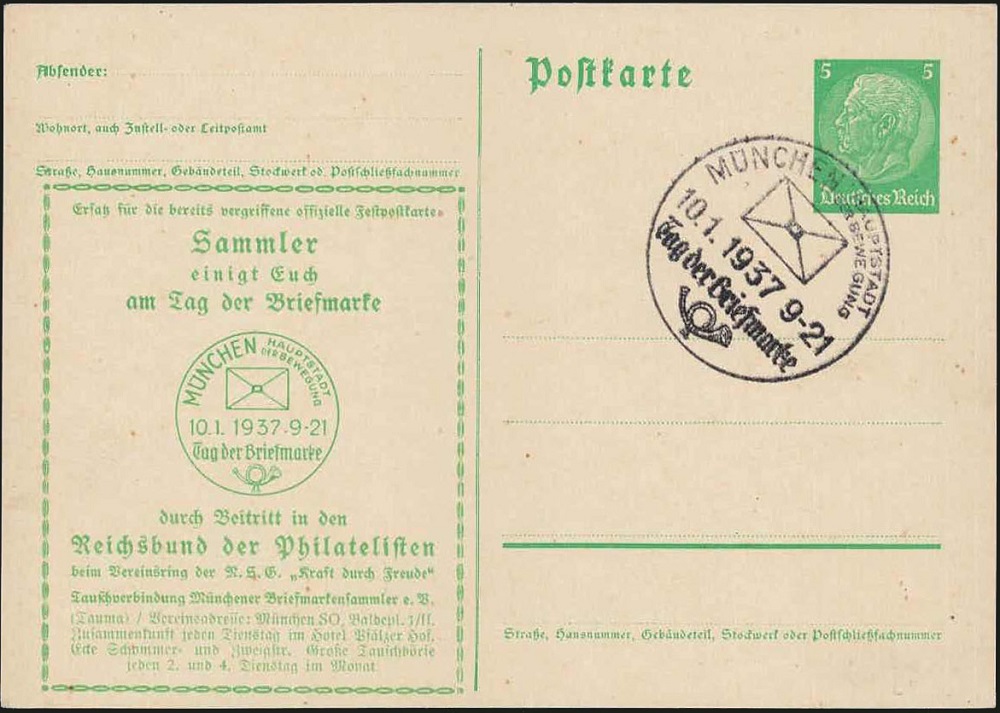 Absender:
Wohnort, auch Zustell- oder Leitpostamt
Straße, Hausnummer, Gebäudeteil, Stockwerk od. Postschließfachnummer
Ersatz für die bereits vergriffene offizielle Festpostkarte
Sammler
einigt Euch
am Tag der Briefmarke
MÜNCHEN HAUPTSTADT
DER BEWEGUNG
10.1.1937.9-21
Tag der Briefmarke
durch Beitritt in den
Reichsbund der Philatelisten
beim Vereinsring der N.S.G. „Kraft durch Freude“
Tauschverbindung Münchener Briefmarkensammler e. V.
(Tauma) / Vereinsadresse: München SO, Baldepl. 1/II.
Zusammenkunft jeden Dienstag im Hotel Pfälzer Hof.
Ecke Schommer- und Zweigstr. Große Tauschbörse
jeden 2. und 4. Dienstag im Monat
Postkarte
5 5
Deutsches Reich
MÜNCHEN HAUPTSTADT
DER BEWEGUNG
10.1.1937 9-21
Tag der Briefmarke
Straße, Hausnummer, Gebäudeteil, Stockwerk oder Postschließfachnummer